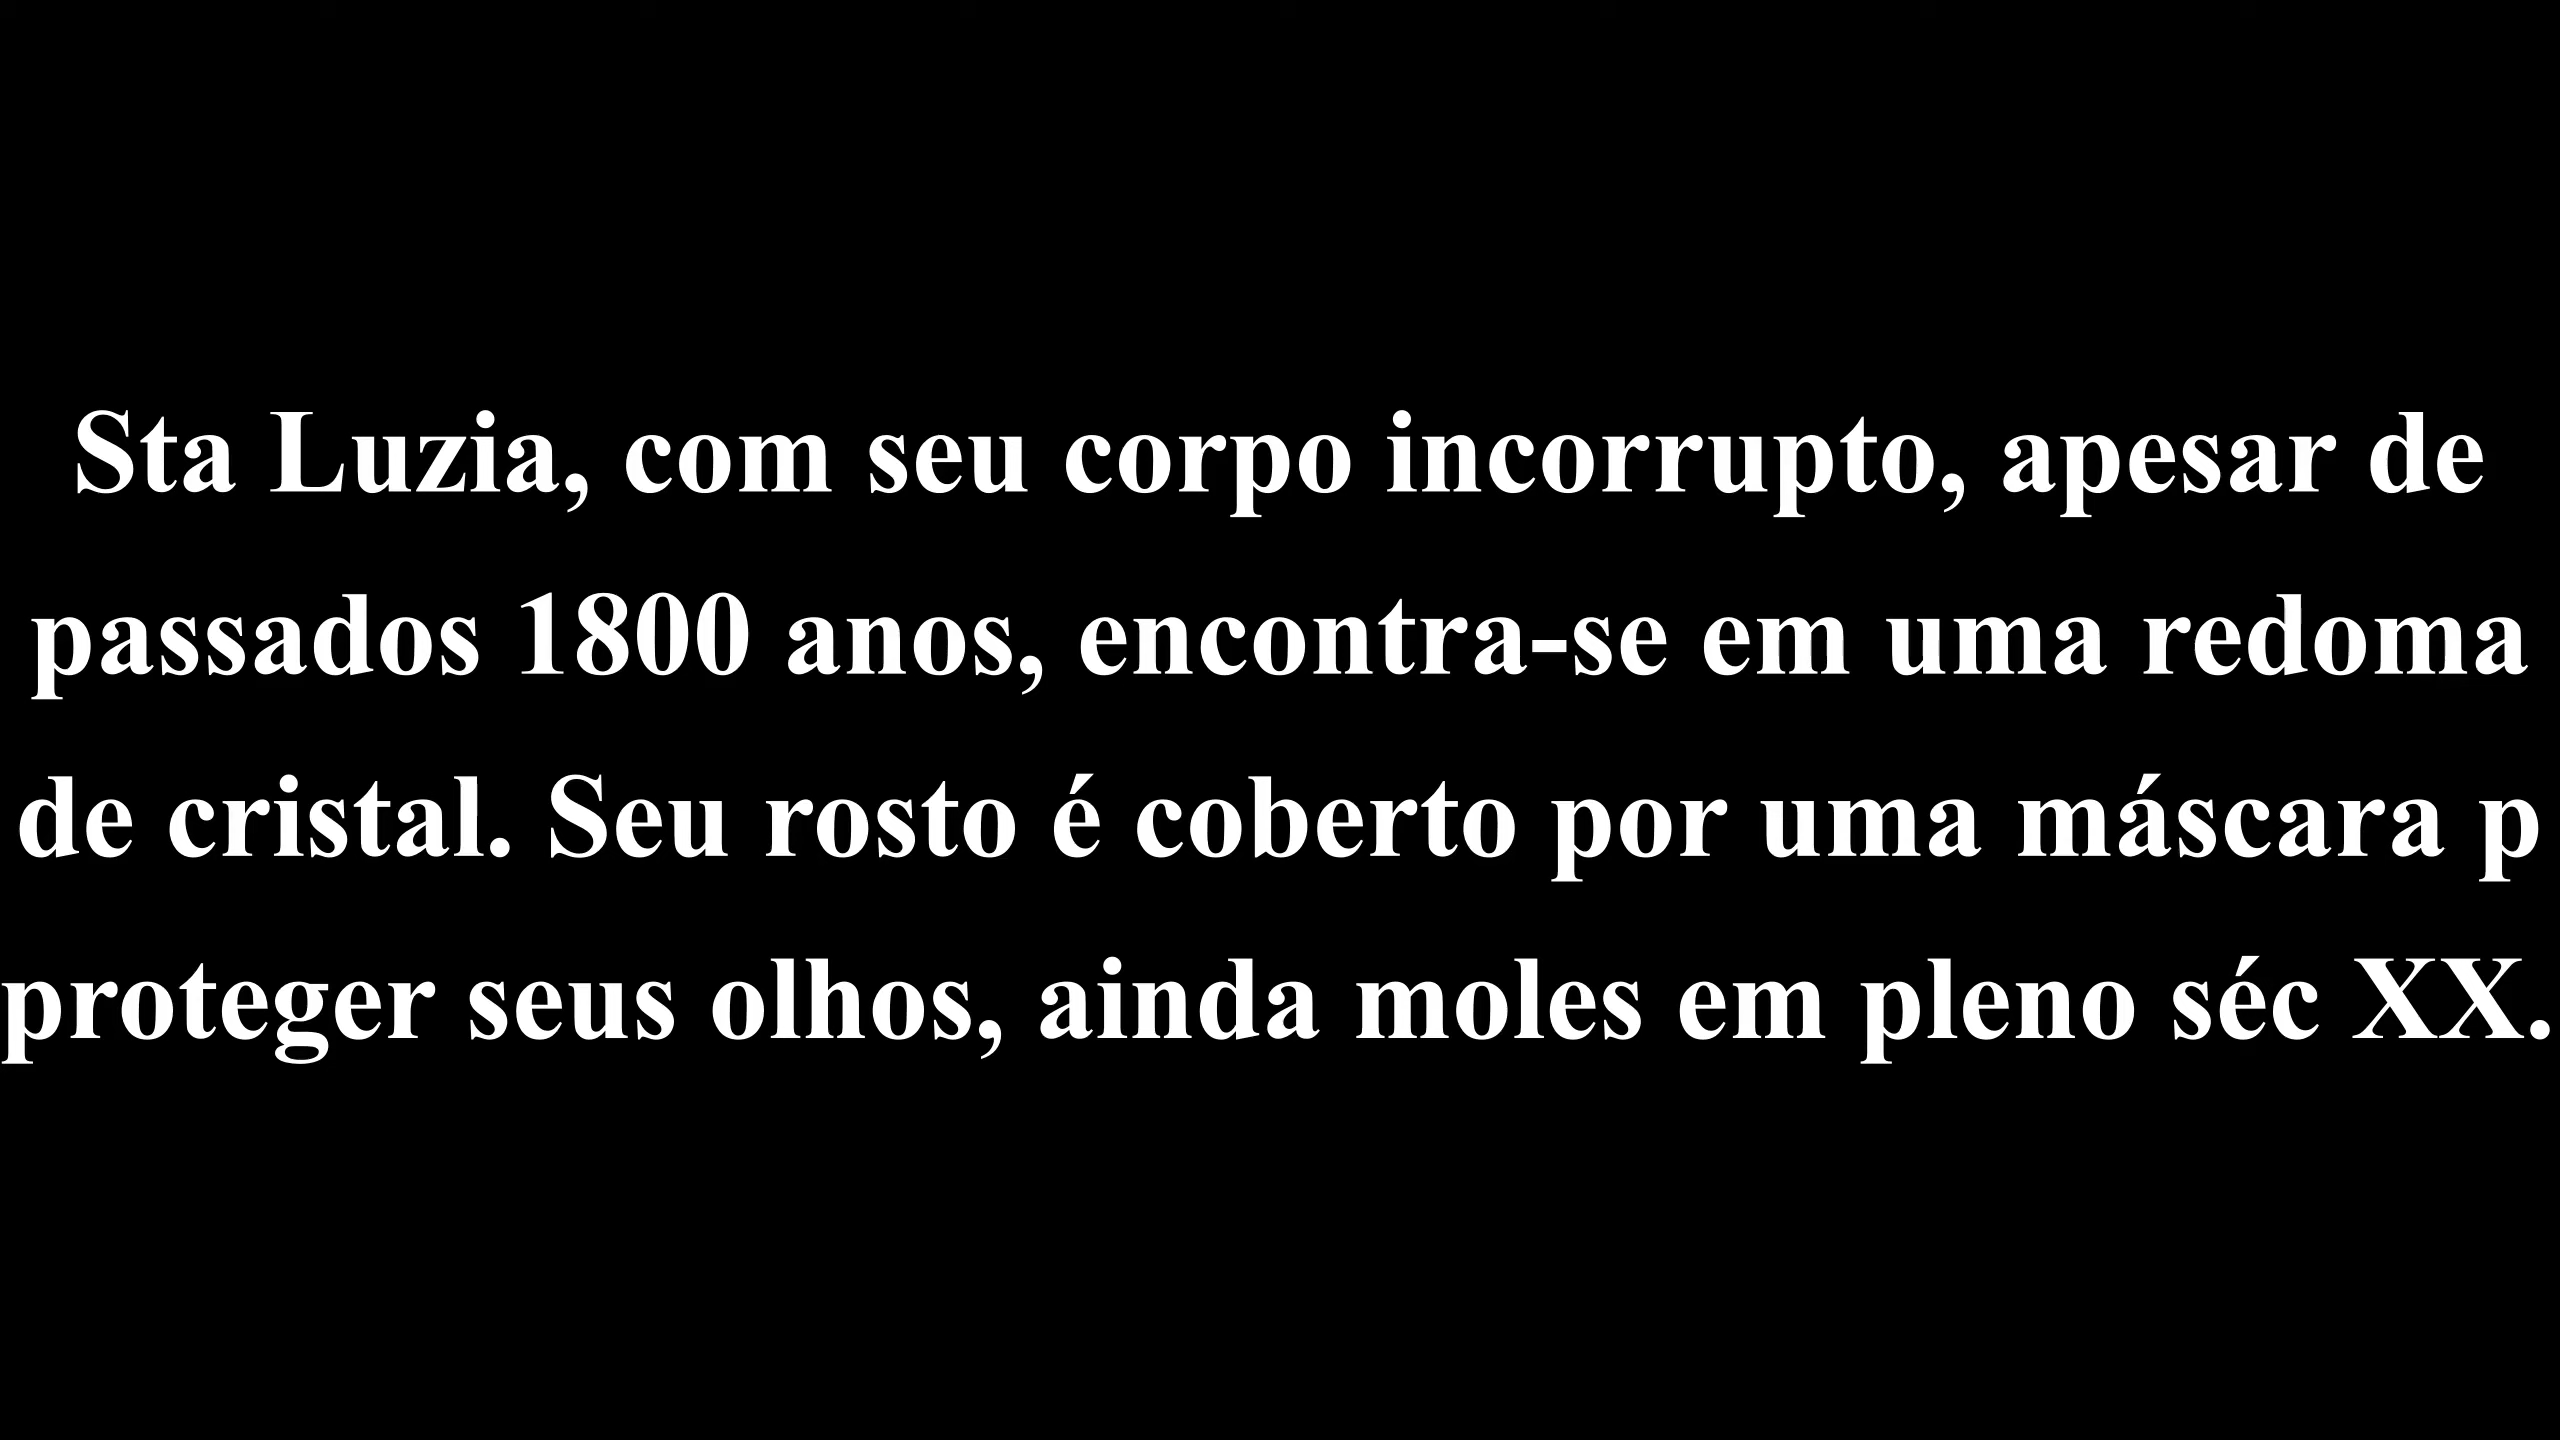 Sta Luzia, com seu corpo incorrupto, apesar de
passados 1800 anos, encontra-se em uma redoma
de cristal. Seu rosto é coberto por uma máscara p
proteger seus olhos, ainda moles em pleno séc XX.